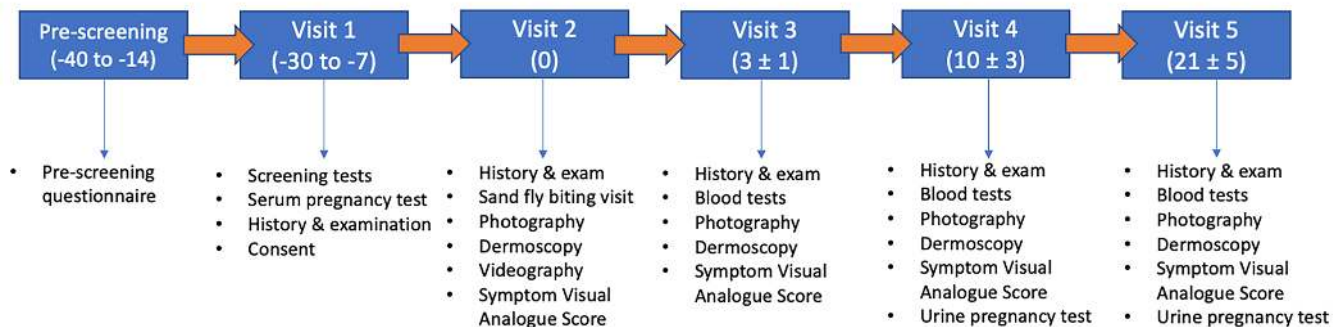 Pre-screening
(-40 to -14)
Visit 1
(-30 to -7)
Visit 2
(0)
Visit 3
(3 ± 1)
Visit 4
(10 ± 3)
Visit 5
(21 ± 5)
• Pre-screening
questionnaire
• Screening tests
• Serum pregnancy test
• History & examination
• Consent
• History & exam
• Sand fly biting visit
• Photography
• Dermoscopy
• Videography
• Symptom Visual
Analogue Score
• History & exam
• Blood tests
• Photography
• Dermoscopy
• Symptom Visual
Analogue Score
• History & exam
• Blood tests
• Photography
• Dermoscopy
• Symptom Visual
Analogue Score
• Urine pregnancy test
• History & exam
• Blood tests
• Photography
• Dermoscopy
• Symptom Visual
Analogue Score
• Urine pregnancy test